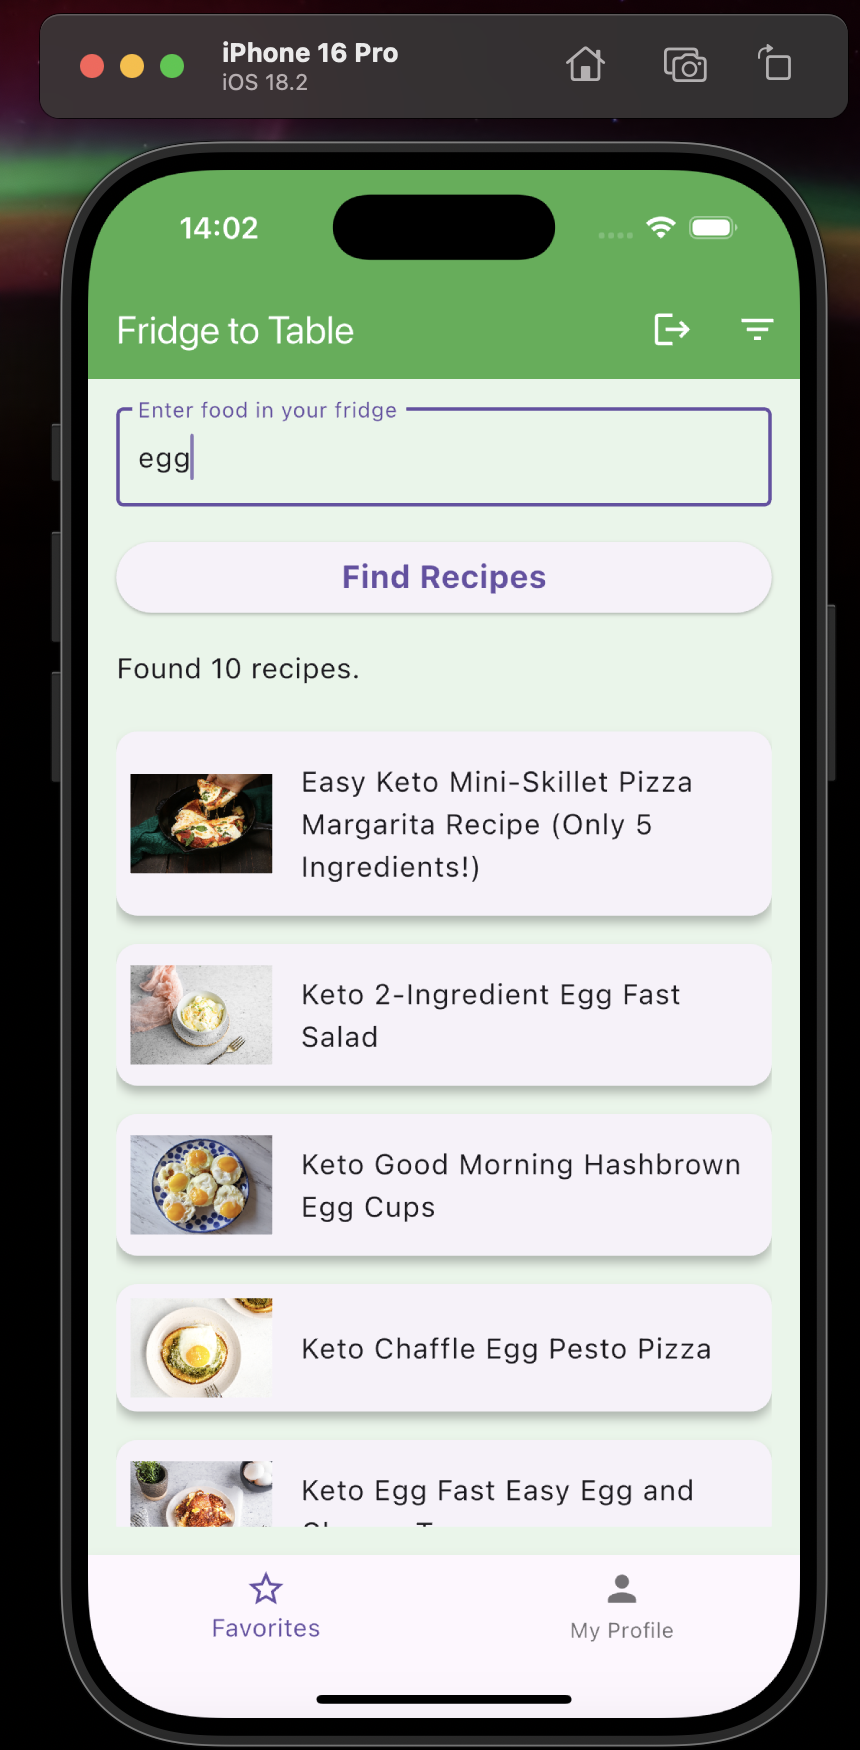 iPhone 16 Pro
iOS 18.2
14:02
Fridge to Table
Enter food in your fridge
egg
Find Recipes
Found 10 recipes.
Easy Keto Mini-Skillet Pizza
Margarita Recipe (Only 5
Ingredients!)
Keto 2-Ingredient Egg Fast
Salad
Keto Good Morning Hashbrown
Egg Cups
Keto Chaffle Egg Pesto Pizza
Keto Egg Fast Easy Egg and
Favorites
My Profile